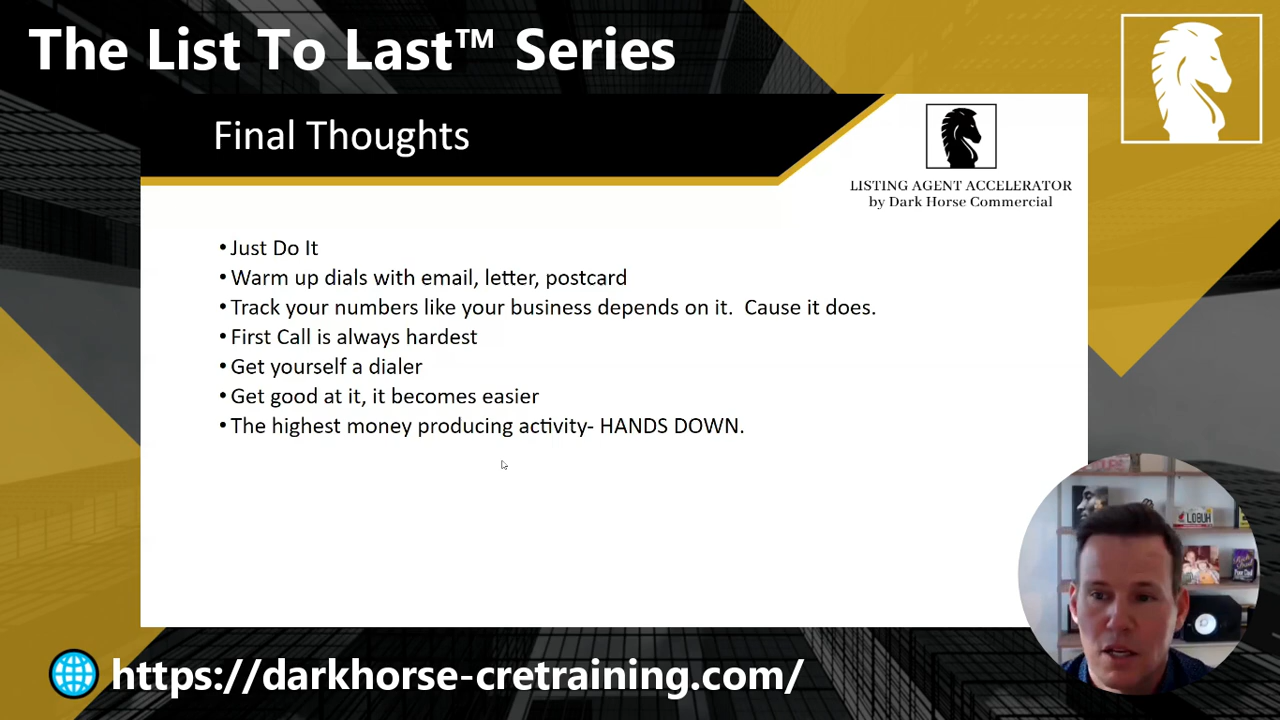 The List To Last™ Series
Final Thoughts
LISTING AGENT ACCELERATOR
by Dark Horse Commercial
• Just Do It
• Warm up dials with email, letter, postcard
• Track your numbers like your business depends on it.  Cause it does.
• First Call is always hardest
• Get yourself a dialer
• Get good at it, it becomes easier
• The highest money producing activity- HANDS DOWN.
https://darkhorse-cretraining.com/